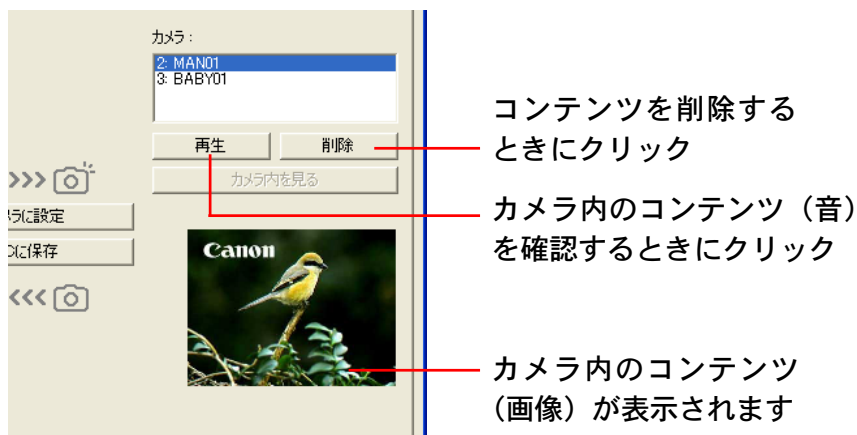 カメラ :
2: MAN01
3: BABY01
再生
削除
カメラ内を見る
>>>
ラに設定
に保存
<<<
Canon
コンテンツを削除する
ときにクリック
カメラ内のコンテンツ（音）
を確認するときにクリック
カメラ内のコンテンツ
（画像）が表示されます